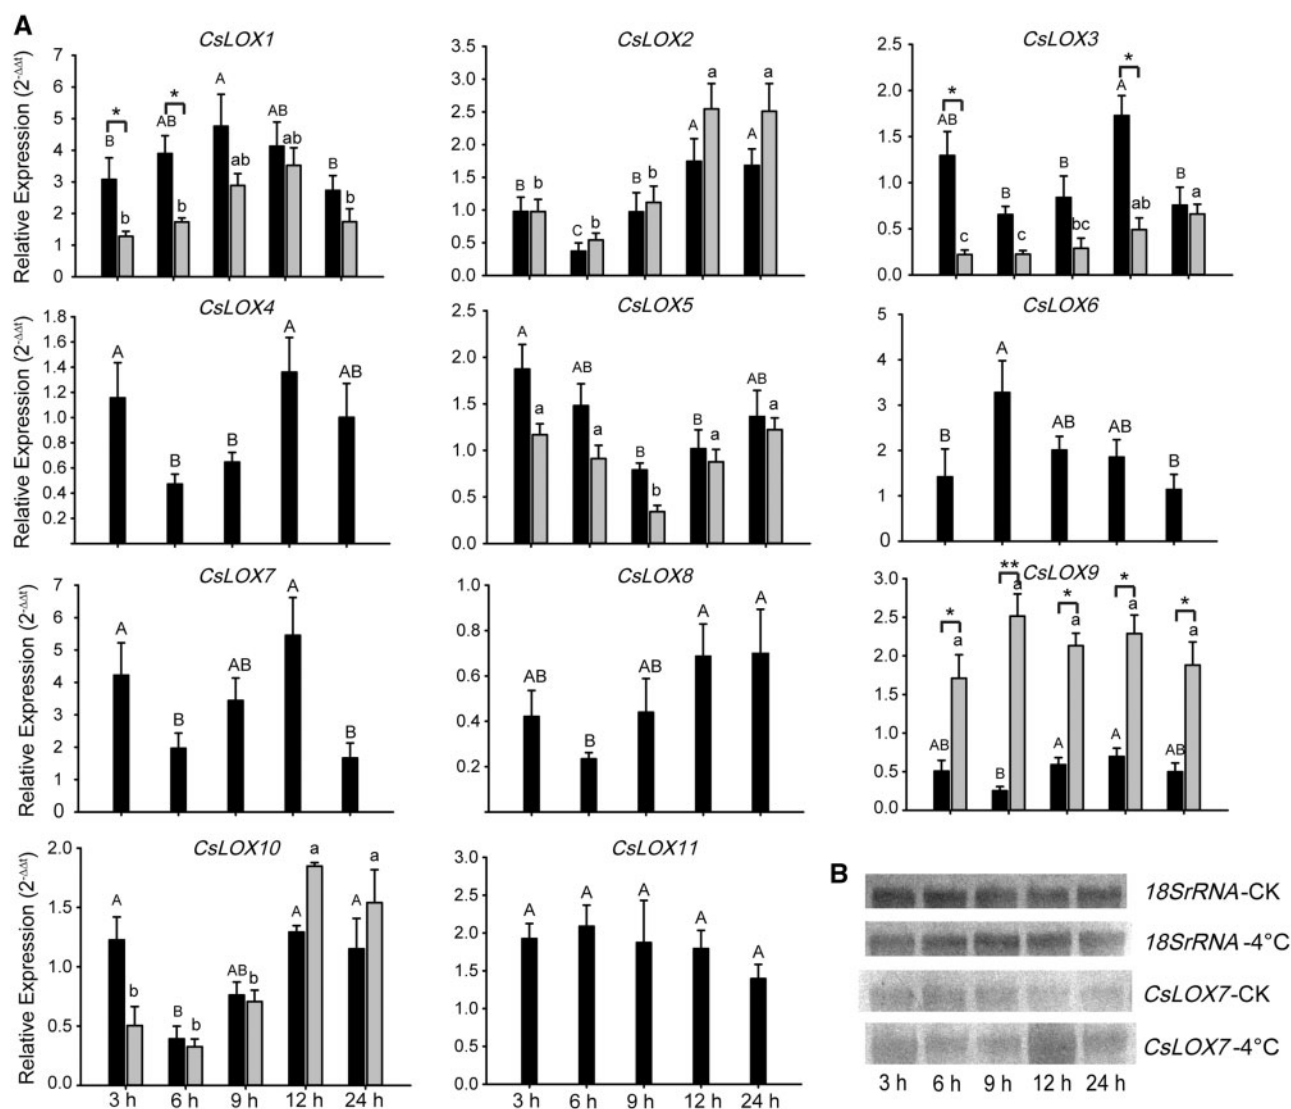 A
CsLOX1
Relative Expression (2-ΔΔt)
7
6
5
4
3
2
1
0
B
*
b
AB
*
b
A
ab
AB
ab
B
b
CsLOX2
3.5
3.0
2.5
2.0
1.5
1.0
0.5
0.0
B
b
C
b
B
b
A
a
A
a
CsLOX3
2.5
2.0
1.5
1.0
0.5
0.0
AB
*
c
B
c
B
bc
A
*
ab
B
a
CsLOX4
Relative Expression (2-ΔΔt)
1.8
1.6
1.4
1.2
1.0
0.8
0.6
0.4
0.2
A
B
B
A
AB
CsLOX5
2.5
2.0
1.5
1.0
0.5
0.0
A
a
AB
a
B
b
B
a
AB
a
CsLOX6
5
4
3
2
1
0
B
A
AB
AB
B
CsLOX7
Relative Expression (2-ΔΔt)
7
6
5
4
3
2
1
0
A
B
AB
A
B
CsLOX8
1.0
0.8
0.6
0.4
0.2
AB
B
AB
A
A
CsLOX9
3.0
2.5
2.0
1.5
1.0
0.5
0.0
AB
*
a
B
**
a
A
*
a
A
*
a
AB
*
a
CsLOX10
Relative Expression (2-ΔΔt)
2.0
1.5
1.0
0.5
0.0
A
b
B
b
AB
b
A
a
A
a
3 h 6 h 9 h 12 h 24 h
CsLOX11
3.0
2.5
2.0
1.5
1.0
0.5
0.0
A
A
A
A
A
3 h 6 h 9 h 12 h 24 h
B
18SrRNA-CK
18SrRNA-4°C
CsLOX7-CK
CsLOX7-4°C
3 h 6 h 9 h 12 h 24 h